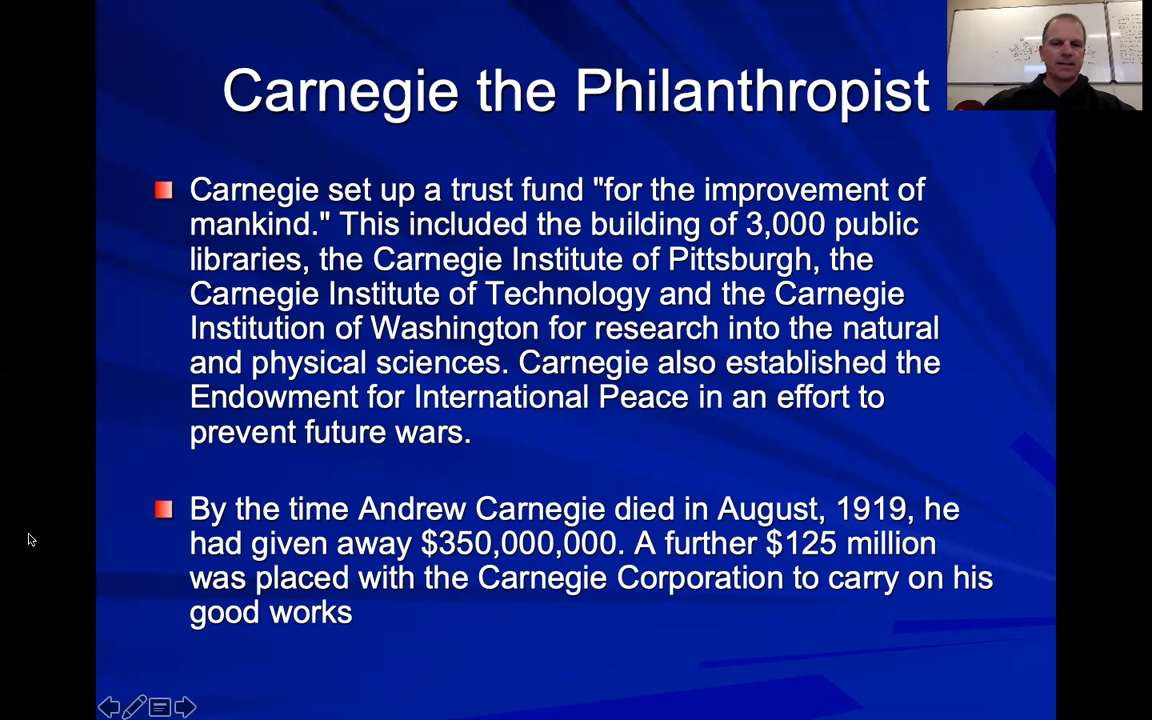 Carnegie the Philanthropist
Carnegie set up a trust fund "for the improvement of
mankind." This included the building of 3,000 public
libraries, the Carnegie Institute of Pittsburgh, the
Carnegie Institute of Technology and the Carnegie
Institution of Washington for research into the natural
and physical sciences. Carnegie also established the
Endowment for International Peace in an effort to
prevent future wars.
By the time Andrew Carnegie died in August, 1919, he
had given away $350,000,000. A further $125 million
was placed with the Carnegie Corporation to carry on his
good works